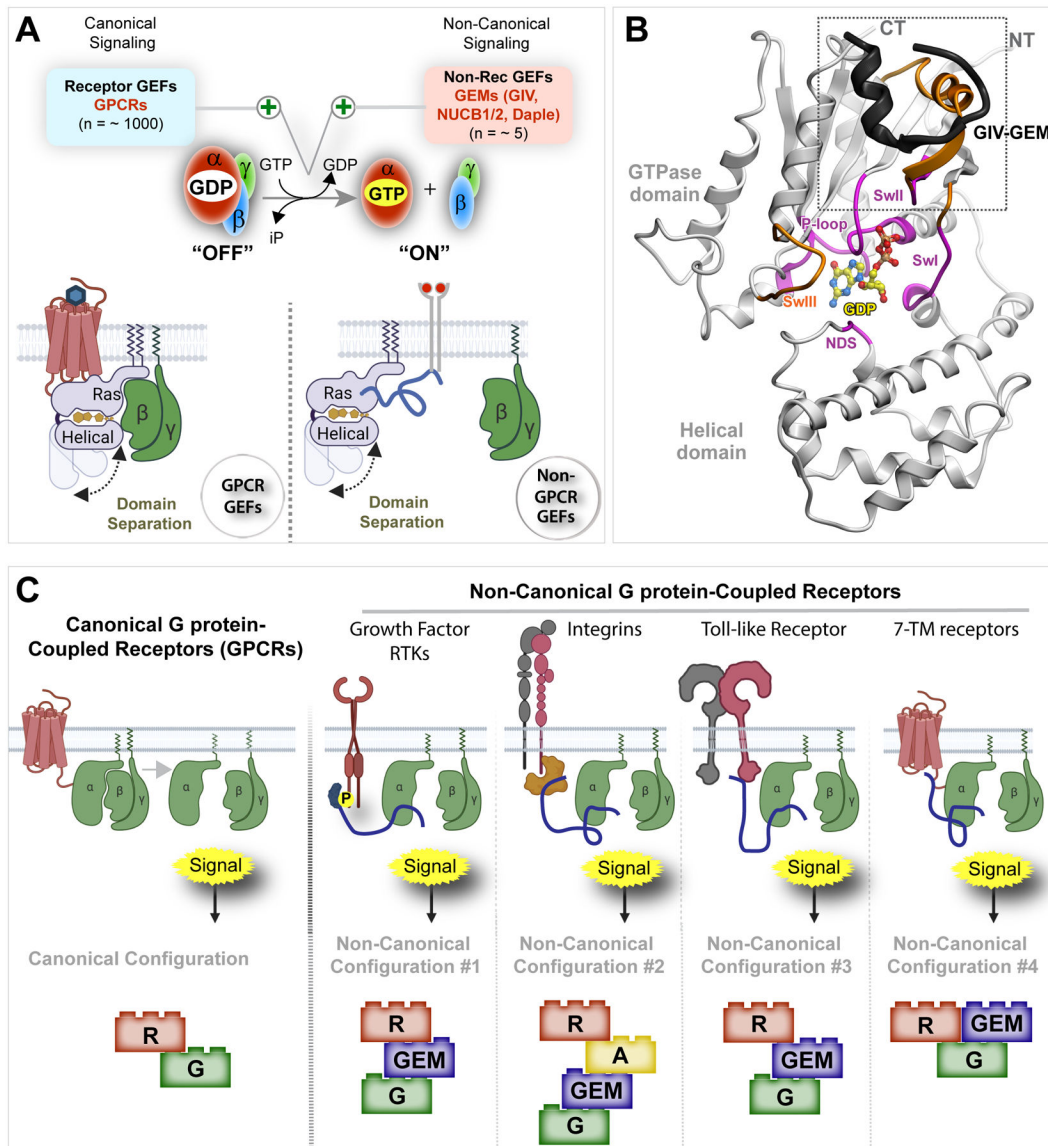 A
Canonical
Signaling
Non-Canonical
Signaling
Receptor GEFs
GPCRs
(n = ~ 1000)
Non-Rec GEFs
GEMs (GIV,
NUCB1/2, Daple)
(n = ~ 5)
+
+
α
γ
GDP
β
GTP
GDP
iP
α
GTP
+
γ
β
“OFF”
“ON”
Ras
β
Helical
γ
Domain
Separation
GPCR
GEFs
Ras
β
Helical
γ
Domain
Separation
Non-
GPCR
GEFs
B
CT
NT
GIV-GEM
GTPase
domain
SwII
P-loop
SwI
SwIII
GDP
NDS
Helical
domain
C
Non-Canonical G protein-Coupled Receptors
Canonical G protein-
Coupled Receptors (GPCRs)
Growth Factor
RTKs
Integrins
Toll-like Receptor
7-TM receptors
α
β
γ
α
β
γ
P
α
β
γ
α
β
γ
α
β
γ
α
β
γ
Signal
Signal
Signal
Signal
Signal
Canonical Configuration
Non-Canonical
Configuration #1
Non-Canonical
Configuration #2
Non-Canonical
Configuration #3
Non-Canonical
Configuration #4
R
G
R
GEM
G
R
A
GEM
G
R
GEM
G
R
GEM
G